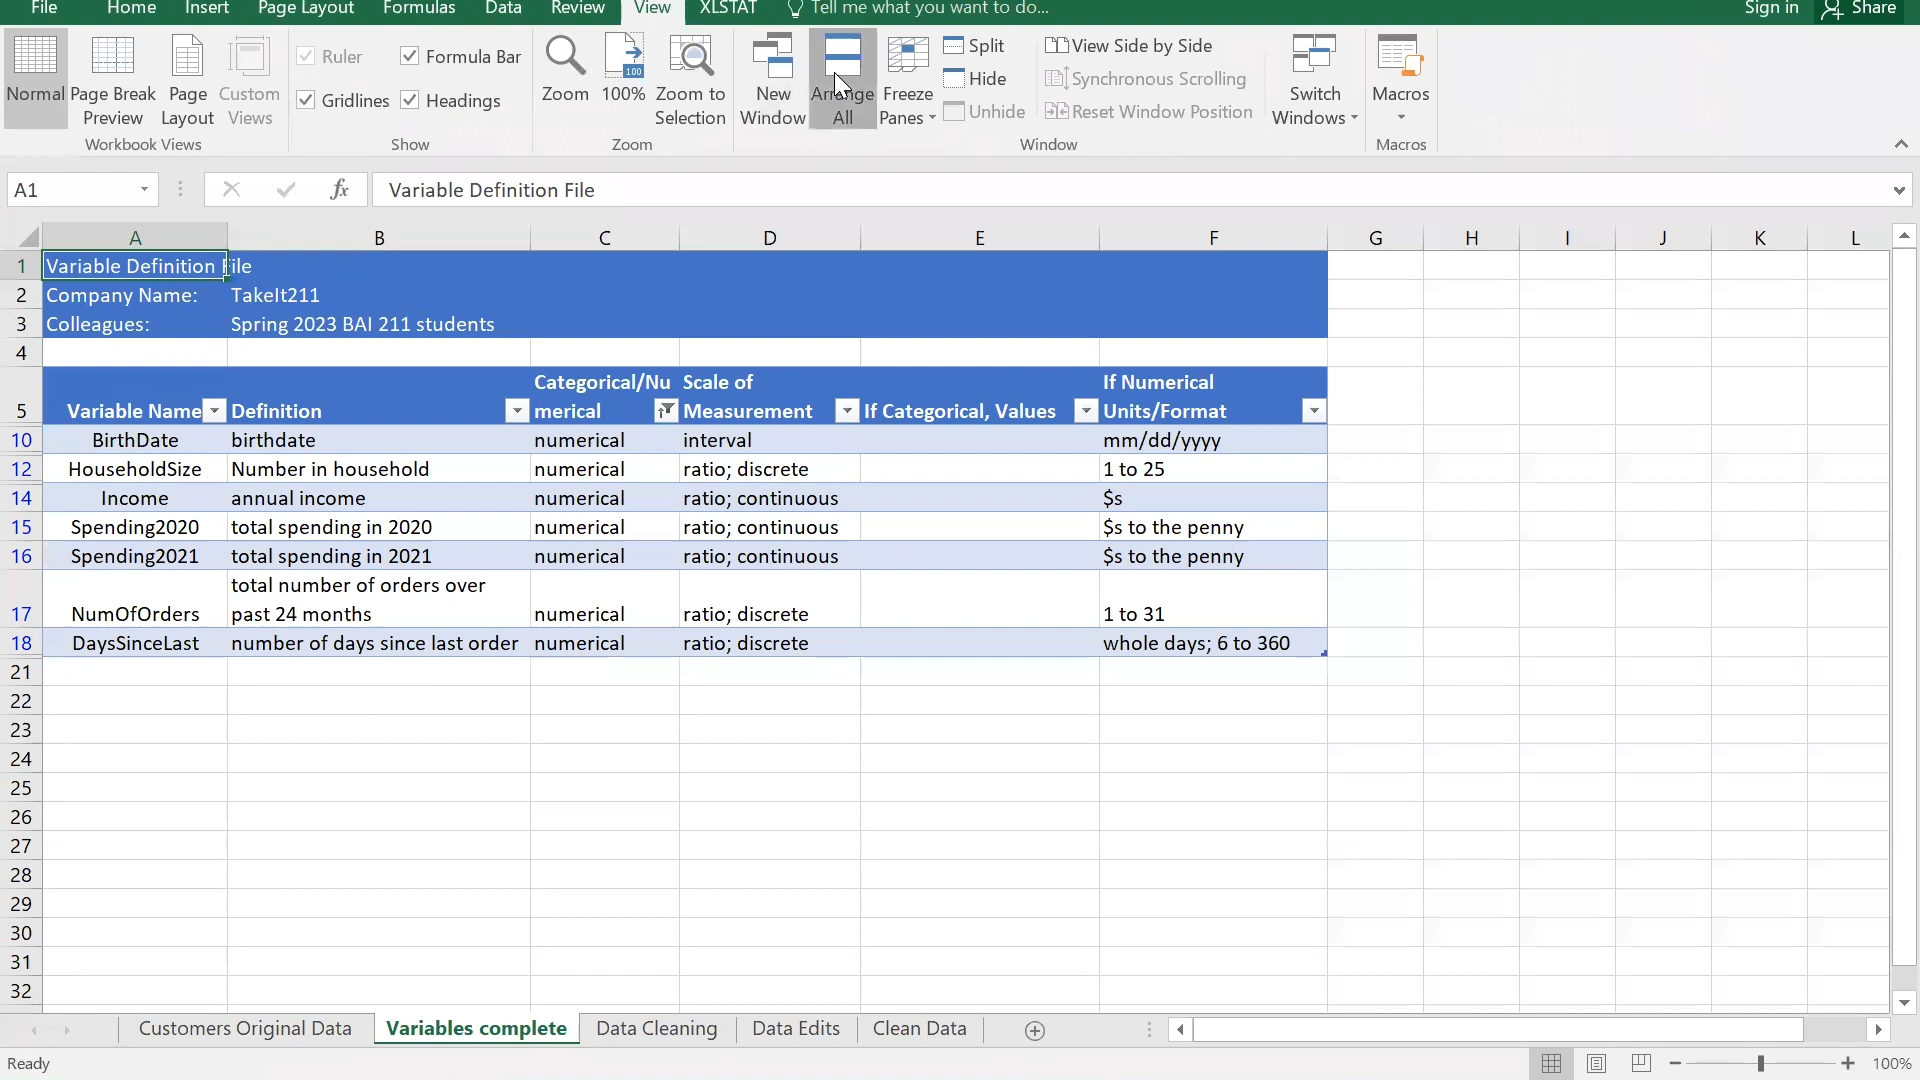 File Home Insert Page Layout Formulas Data Review View XLSTAT Tell me what you want to do... Sign in Share
Normal Page Break Preview Page Layout Custom Views
Workbook Views
Ruler Formula Bar
Gridlines Headings
Show
Zoom 100% Zoom to Selection
Zoom
New Window Arrange All Freeze Panes
Split
Hide
Unhide
View Side by Side
Synchronous Scrolling
Reset Window Position
Window
Switch Windows
Macros
Macros
A1 fx Variable Definition File
A B C D E F G H I J K L
1 Variable Definition File
2 Company Name: TakeIt211
3 Colleagues: Spring 2023 BAI 211 students
4
5 Variable Name Definition Categorical/Numerical Scale of Measurement If Categorical, Values If Numerical Units/Format
10 BirthDate birthdate numerical interval mm/dd/yyyy
12 HouseholdSize Number in household numerical ratio; discrete 1 to 25
14 Income annual income numerical ratio; continuous $s
15 Spending2020 total spending in 2020 numerical ratio; continuous $s to the penny
16 Spending2021 total spending in 2021 numerical ratio; continuous $s to the penny
17 NumOfOrders total number of orders over past 24 months numerical ratio; discrete 1 to 31
18 DaysSinceLast number of days since last order numerical ratio; discrete whole days; 6 to 360
21
22
23
24
25
26
27
28
29
30
31
32
Customers Original Data Variables complete Data Cleaning Data Edits Clean Data
Ready 100%